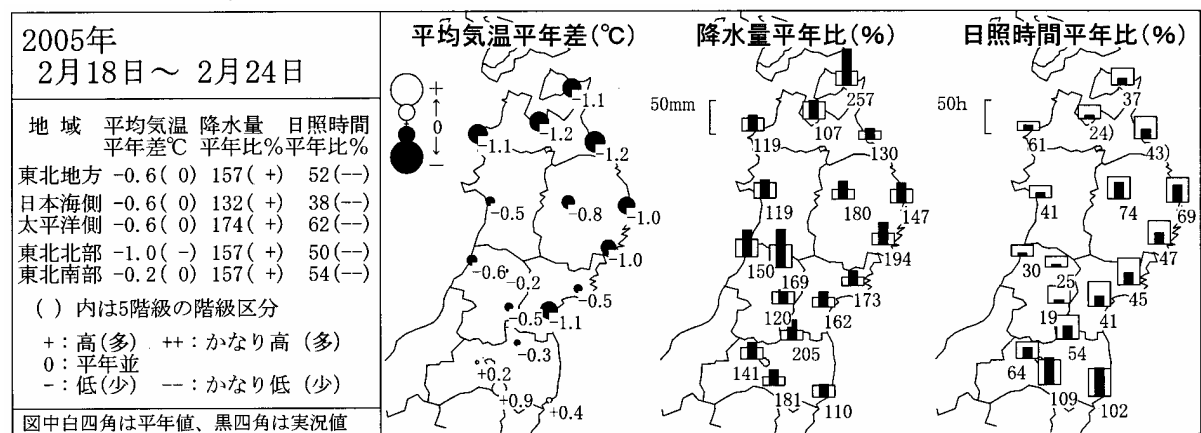 2005年
2月18日～ 2月24日
地 域 平均気温 降水量 日照時間
平年差℃ 平年比% 平年比%
東北地方 -0.6( 0) 157( +) 52(--)
日本海側 -0.6( 0) 132( +) 38(--)
太平洋側 -0.6( 0) 174( +) 62(--)
東北北部 -1.0( -) 157( +) 50(--)
東北南部 -0.2( 0) 157( +) 54(--)
( ) 内は5階級の階級区分
+：高(多) ++：かなり高 (多)
0：平年並
-：低(少) --：かなり低 (少)
図中白四角は平年値、黒四角は実況値
平均気温平年差(℃)
+
↑
0
↓
-
-1.1
-1.2
-1.1
-1.2
-0.5
-0.8
-1.0
-1.0
-0.6
-0.2
-0.5
-0.5
-1.1
-0.3
+0.2
+0.9
+0.4
降水量平年比(%)
50mm
257
107
119
130
119
180
147
194
150
169
173
120
162
205
141
181
110
日照時間平年比(%)
50h
37
24)
61
43)
41
74
69
47
30
25
45
19
41
54
64
109
102